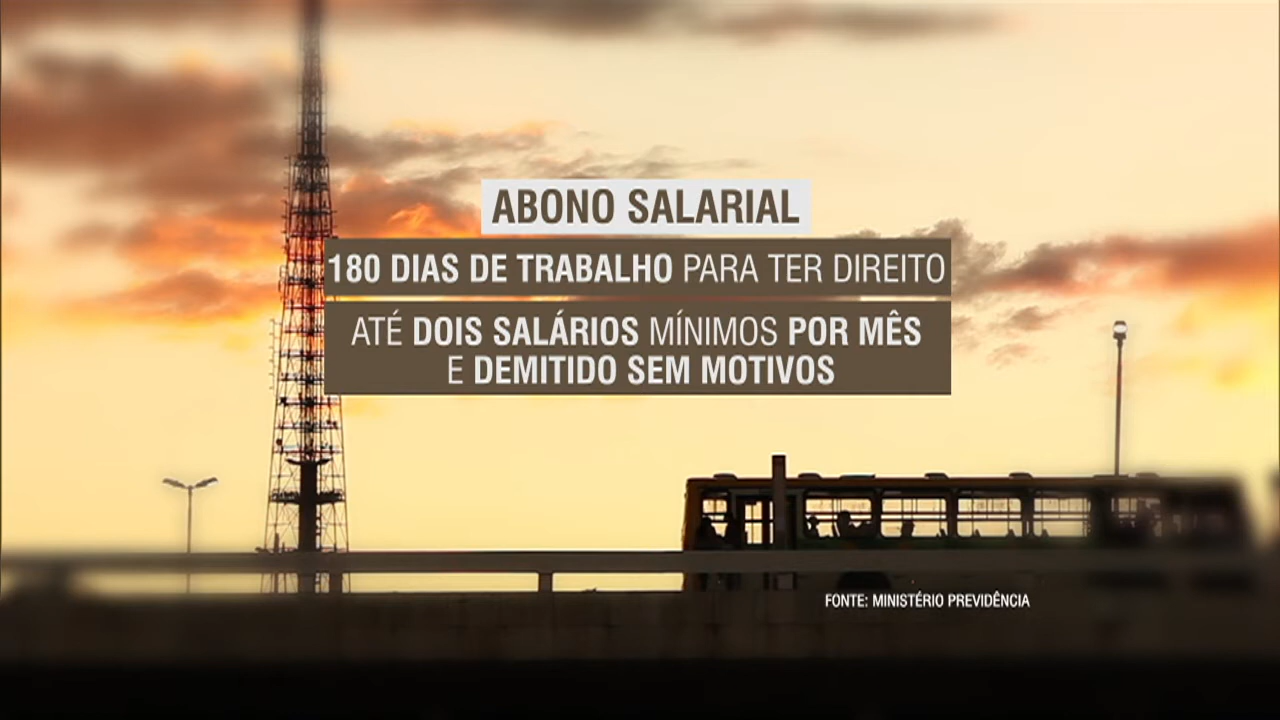 ABONO SALARIAL
180 DIAS DE TRABALHO PARA TER DIREITO
ATÉ DOIS SALÁRIOS MÍNIMOS POR MÊS
E DEMITIDO SEM MOTIVOS
FONTE: MINISTÉRIO PREVIDÊNCIA